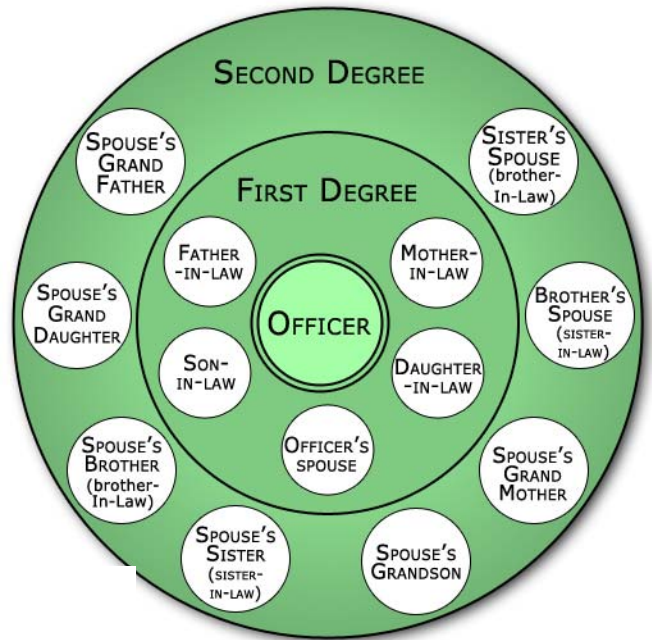 SECOND DEGREE
SPOUSE'S
GRAND
FATHER
SISTER'S
SPOUSE
(brother-
In-Law)
FIRST DEGREE
FATHER
-IN-LAW
MOTHER-
IN-LAW
SPOUSE'S
GRAND
DAUGHTER
OFFICER
BROTHER'S
SPOUSE
(SISTER-
IN-LAW)
SON-
IN-LAW
DAUGHTER
-IN-LAW
OFFICER'S
SPOUSE
SPOUSE'S
BROTHER
(brother-
In-Law)
SPOUSE'S
GRAND
MOTHER
SPOUSE'S
SISTER
(SISTER-
IN-LAW)
SPOUSE'S
GRANDSON